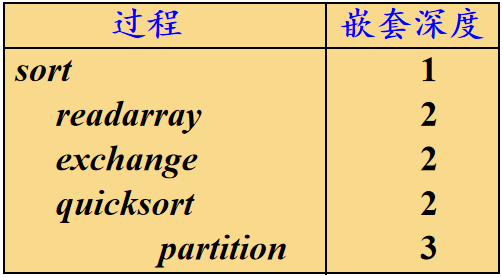 过程 嵌套深度
sort 1
readarray 2
exchange 2
quicksort 2
partition 3